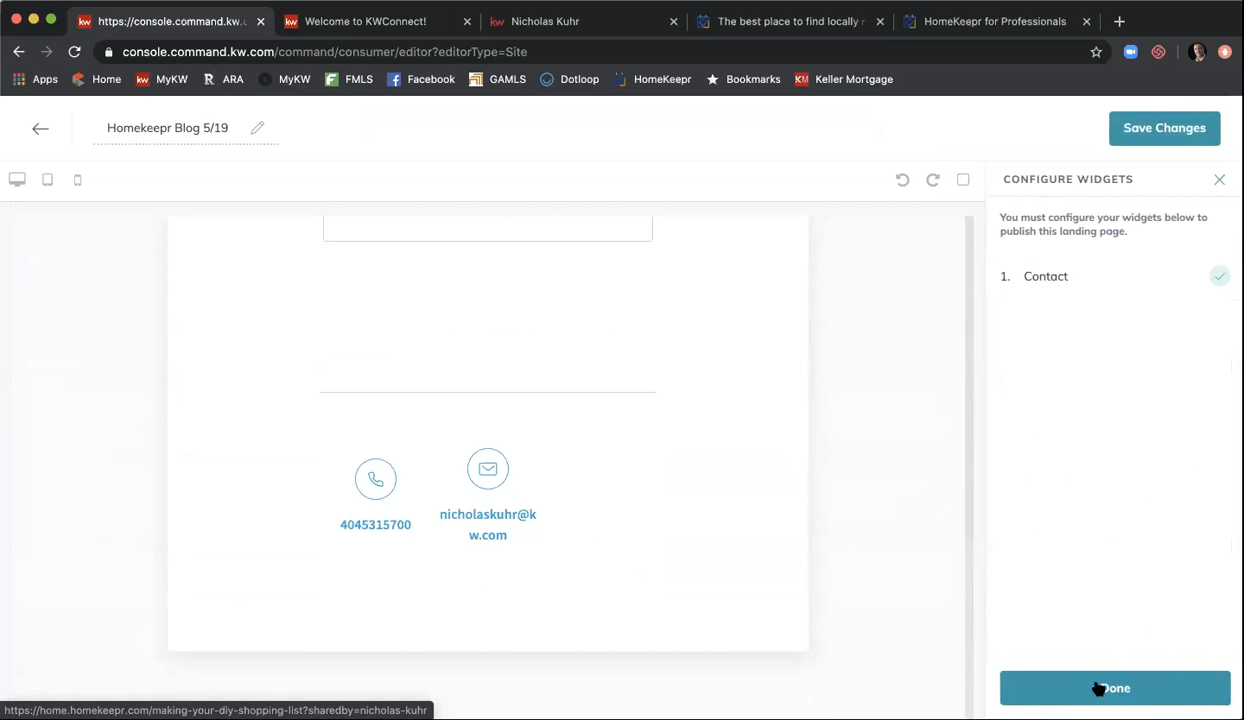 https://console.command.kw.c
Welcome to KWConnect!
kw Nicholas Kuhr
The best place to find locally r
HomeKeepr for Professionals
console.command.kw.com/command/consumer/editor?editorType=Site
Apps Home kw MyKW R ARA MyKW F FMLS f Facebook GAMLS Dotloop HomeKeepr Bookmarks KM Keller Mortgage
Homekeepr Blog 5/19
Save Changes
CONFIGURE WIDGETS
You must configure your widgets below to
publish this landing page.
1. Contact
4045315700
nicholaskuhr@k
w.com
Done
https://home.homekeepr.com/making-your-diy-shopping-list?sharedby=nicholas-kuhr